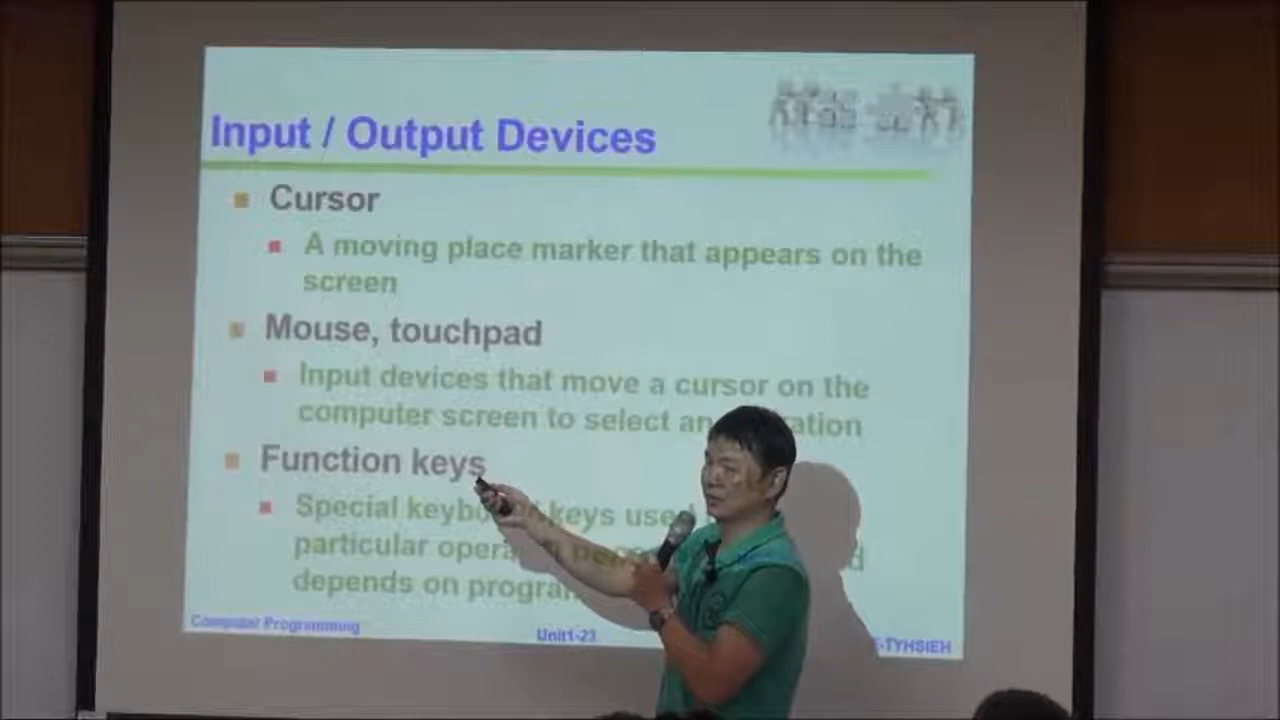 Input / Output Devices
Cursor
A moving place marker that appears on the
screen
Mouse, touchpad
Input devices that move a cursor on the
computer screen to select an
Function keys
Special keys used
particular
depends on
Computer Programming
Unit1-23
-TYHSIEH